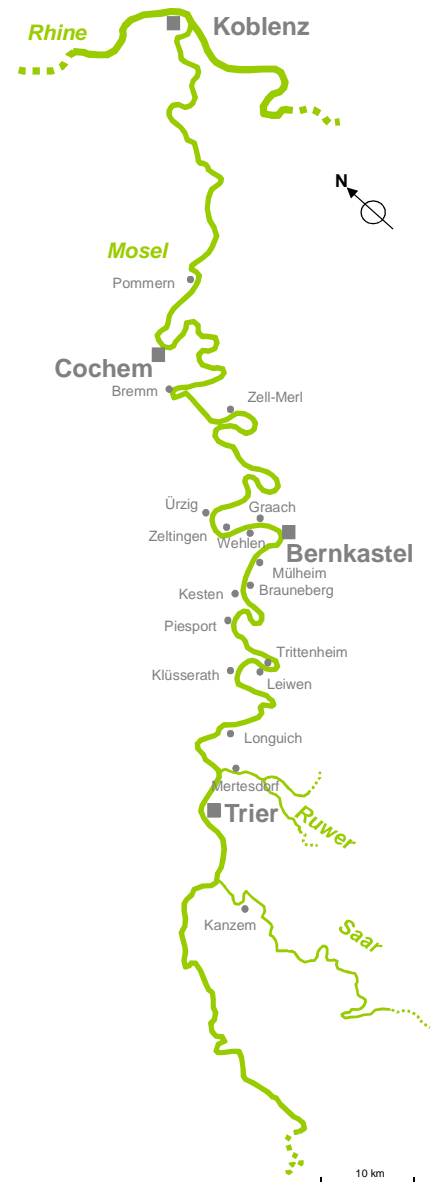 Koblenz
Rhine
N
Mosel
Pommern
Cochem
Bremm
Zell-Merl
Ürzig
Graach
Zeltingen
Wehlen
Bernkastel
Mülheim
Brauneberg
Kesten
Piesport
Trittenheim
Klüsserath
Leiwen
Longuich
Mertesdorf
Trier
Ruwer
Kanzem
Saar
10 km